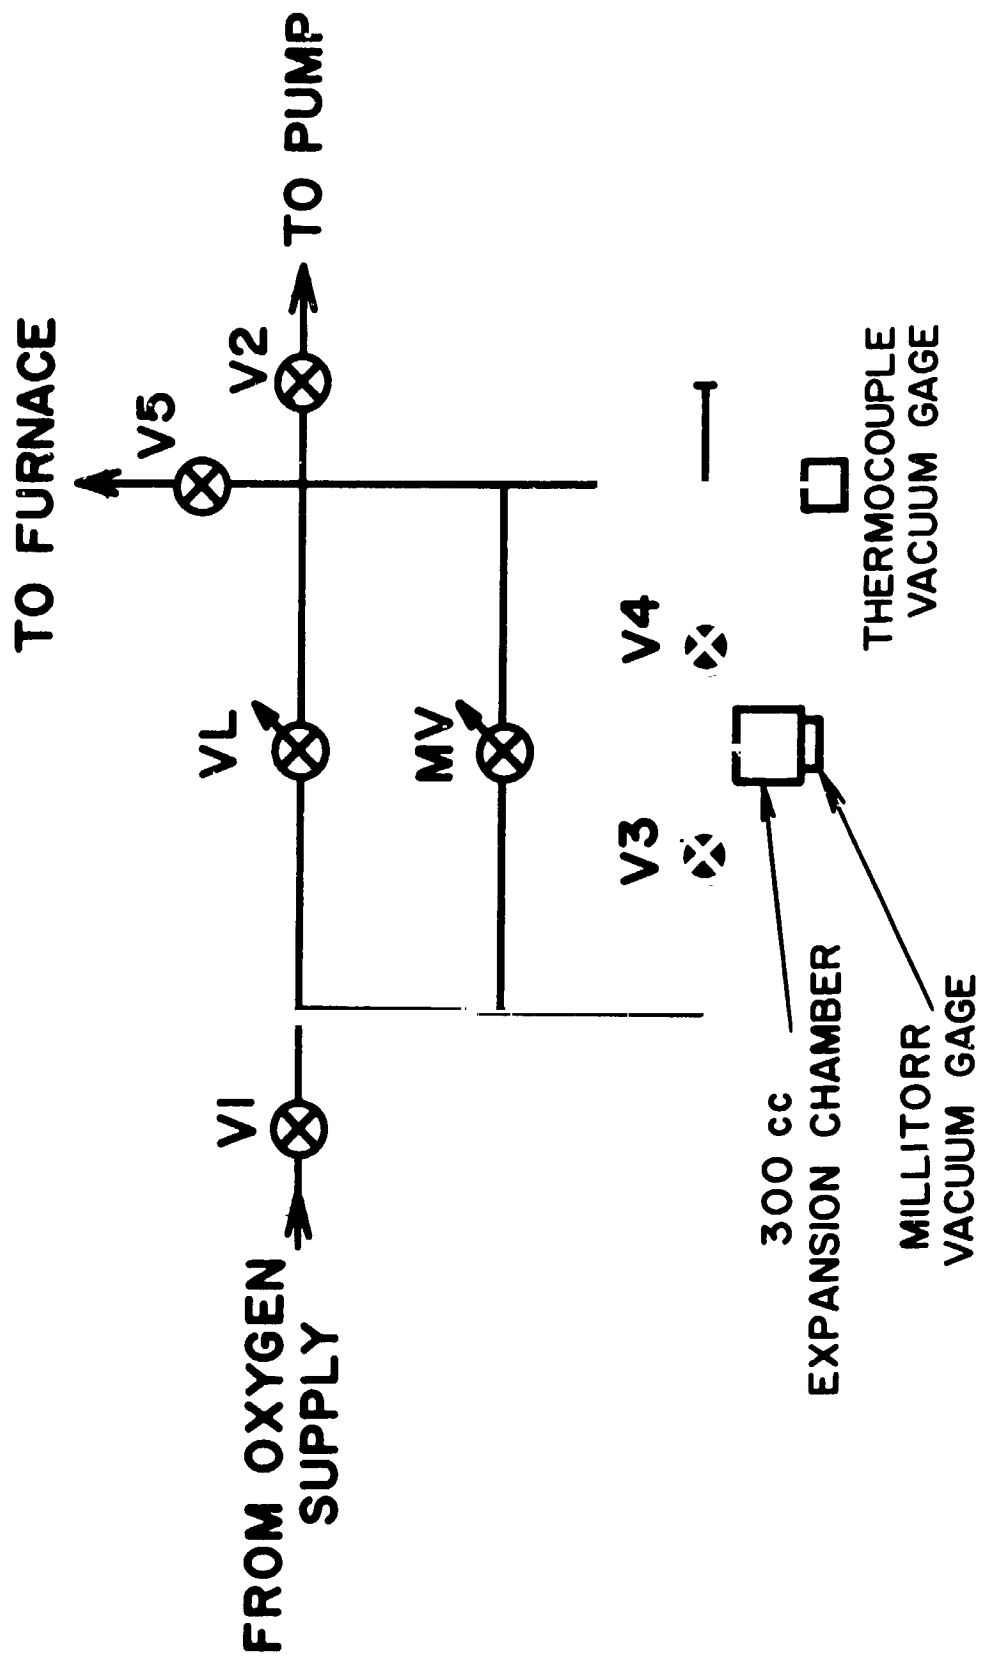 TO FURNACE
V5
V2
TO PUMP
VL
V1
FROM OXYGEN
SUPPLY
MV
V3
V4
300 cc
EXPANSION CHAMBER
MILLITORR
VACUUM GAGE
THERMOCOUPLE
VACUUM GAGE